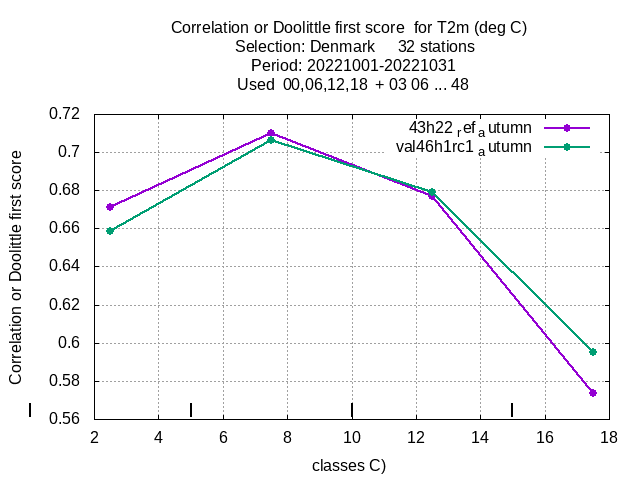 Correlation or Doolittle first score  for T2m (deg C)
Selection: Denmark     32 stations
Period: 20221001-20221031
Used  00,06,12,18  + 03 06 ... 48
43h22 ref autumn
val46h1rc1 autumn
Correlation or Doolittle first score
0.72
0.7
0.68
0.66
0.64
0.62
0.6
0.58
0.56
2 4 6 8 10 12 14 16 18
classes C)